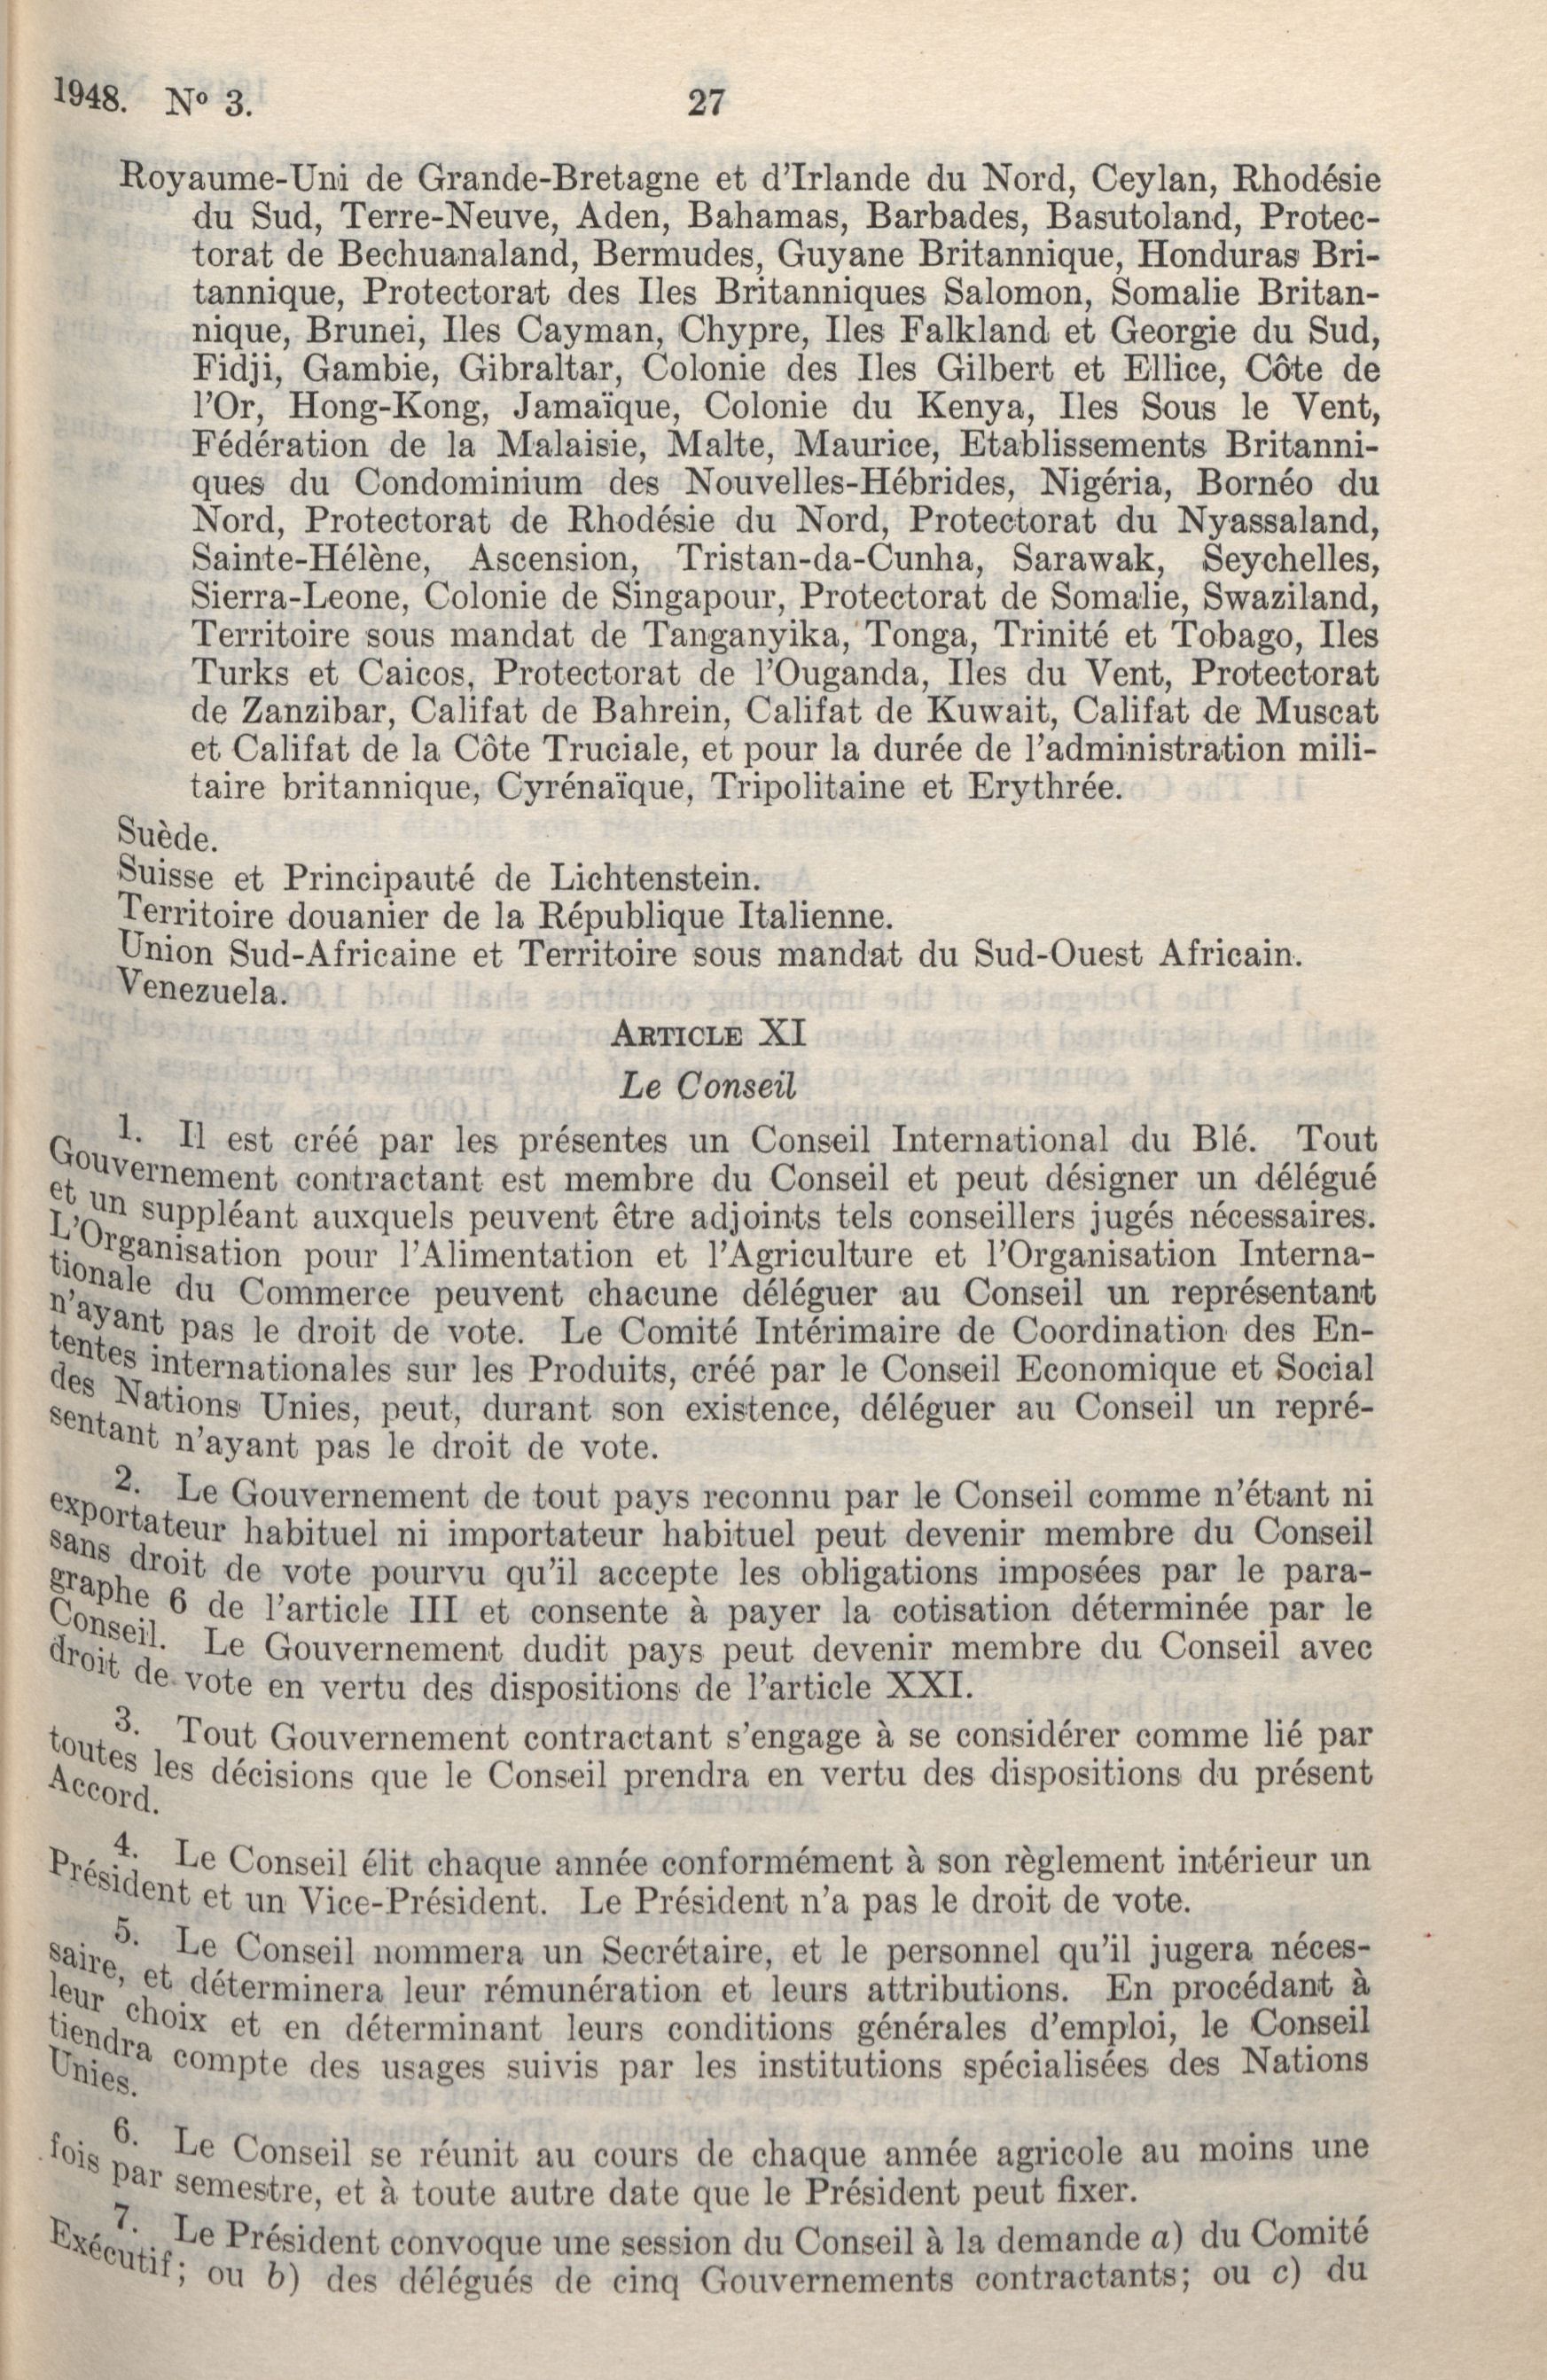 1948. Nº 3.
27
Royaume-Uni de Grande-Bretagne et d'Irlande du Nord, Ceylan, Rhodésie
du Sud, Terre-Neuve, Aden, Bahamas, Barbades, Basutoland, Protec-
torat de Bechuanaland, Bermudes, Guyane Britannique, Honduras Bri-
tannique, Protectorat des Iles Britanniques Salomon, Somalie Britan-
nique, Brunei, Iles Cayman, Chypre, Iles Falkland et Georgie du Sud,
Fidji, Gambie, Gibraltar, Colonie des Iles Gilbert et Ellice, Côte de
l'Or, Hong-Kong, Jamaïque, Colonie du Kenya, Iles Sous le Vent,
Fédération de la Malaisie, Malte, Maurice, Etablissements Britanni-
ques du Condominium des Nouvelles-Hébrides, Nigéria, Bornéo du
Nord, Protectorat de Rhodésie du Nord, Protectorat du Nyassaland,
Sainte-Hélène, Ascension, Tristan-da-Cunha, Sarawak, Seychelles,
Sierra-Leone, Colonie de Singapour, Protectorat de Somalie, Swaziland,
Territoire sous mandat de Tanganyika, Tonga, Trinité et Tobago, Iles
Turks et Caicos, Protectorat de l'Ouganda, Iles du Vent, Protectorat
de Zanzibar, Califat de Bahrein, Califat de Kuwait, Califat de Muscat
et Califat de la Côte Truciale, et pour la durée de l'administration mili-
taire britannique, Cyrénaïque, Tripolitaine et Erythrée.
Suède.
Suisse et Principauté de Lichtenstein.
Territoire douanier de la République Italienne.
Union Sud-Africaine et Territoire sous mandat du Sud-Ouest Africain.
Venezuela.
ARTICLE XI
Le Conseil
1. Il est créé par les présentes un Conseil International du Blé. Tout
Gouvernement contractant est membre du Conseil et peut désigner un délégué
et un suppléant auxquels peuvent être adjoints tels conseillers jugés nécessaires.
L'Organisation pour l'Alimentation et l'Agriculture et l'Organisation Interna-
tionale du Commerce peuvent chacune déléguer au Conseil un représentant
n'ayant pas le droit de vote. Le Comité Intérimaire de Coordination des En-
tentes internationales sur les Produits, créé par le Conseil Economique et Social
des Nations Unies, peut, durant son existence, déléguer au Conseil un repré-
sentant n'ayant pas le droit de vote.
2. Le Gouvernement de tout pays reconnu par le Conseil comme n'étant ni
exportateur habituel ni importateur habituel peut devenir membre du Conseil
sans droit de vote pourvu qu'il accepte les obligations imposées par le para-
graphe 6 de l'article III et consente à payer la cotisation déterminée par le
Conseil. Le Gouvernement dudit pays peut devenir membre du Conseil avec
droit de vote en vertu des dispositions de l'article XXI.
3. Tout Gouvernement contractant s'engage à se considérer comme lié par
toutes les décisions que le Conseil prendra en vertu des dispositions du présent
Accord.
4. Le Conseil élit chaque année conformément à son règlement intérieur un
Président et un Vice-Président. Le Président n'a pas le droit de vote.
5. Le Conseil nommera un Secrétaire, et le personnel qu'il jugera néces-
saire, et déterminera leur rémunération et leurs attributions. En procédant à
leur choix et en déterminant leurs conditions générales d'emploi, le Conseil
tiendra compte des usages suivis par les institutions spécialisées des Nations
Unies.
6. Le Conseil se réunit au cours de chaque année agricole au moins une
fois par semestre, et à toute autre date que le Président peut fixer.
7. Le Président convoque une session du Conseil à la demande a) du Comité
Exécutif; ou b) des délégués de cinq Gouvernements contractants; ou c) du